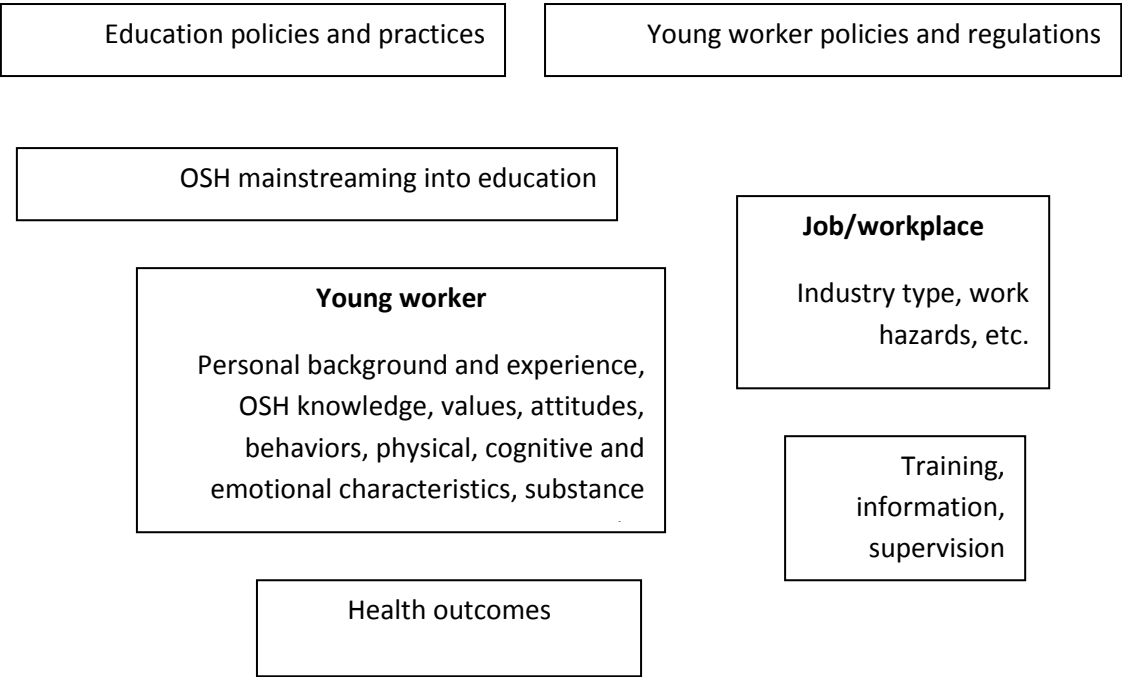 Education policies and practices
Young worker policies and regulations
OSH mainstreaming into education
Job/workplace
Industry type, work
hazards, etc.
Young worker
Personal background and experience,
OSH knowledge, values, attitudes,
behaviors, physical, cognitive and
emotional characteristics, substance
Training,
information,
supervision
Health outcomes